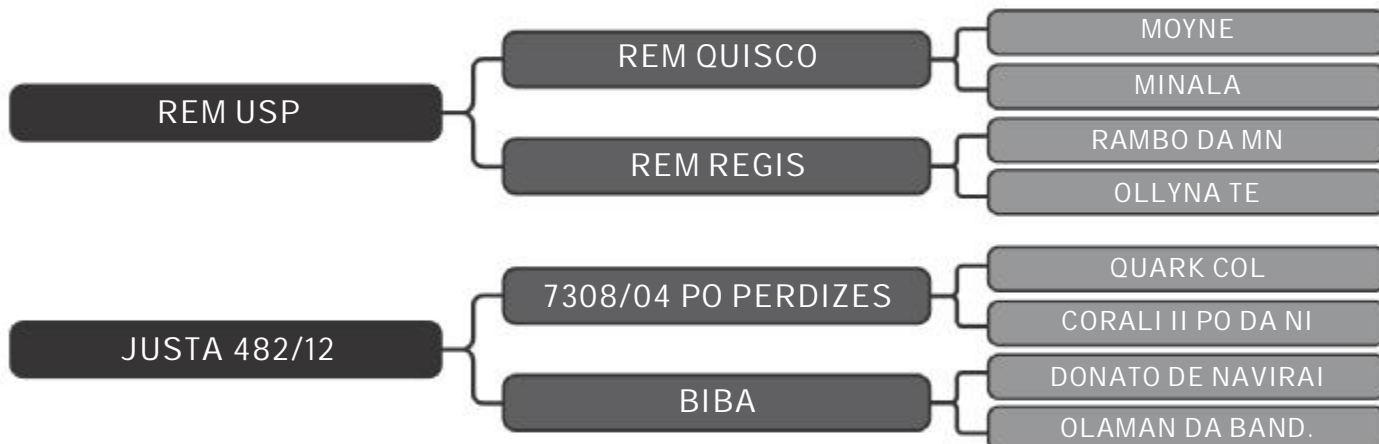 REM USP
REM QUISCO
MOYNE
MINALA
REM REGIS
RAMBO DA MN
OLLYNA TE
JUSTA 482/12
7308/04 PO PERDIZES
QUARK COL
CORALI II PO DA NI
BIBA
DONATO DE NAVIRAI
OLAMAN DA BAND.